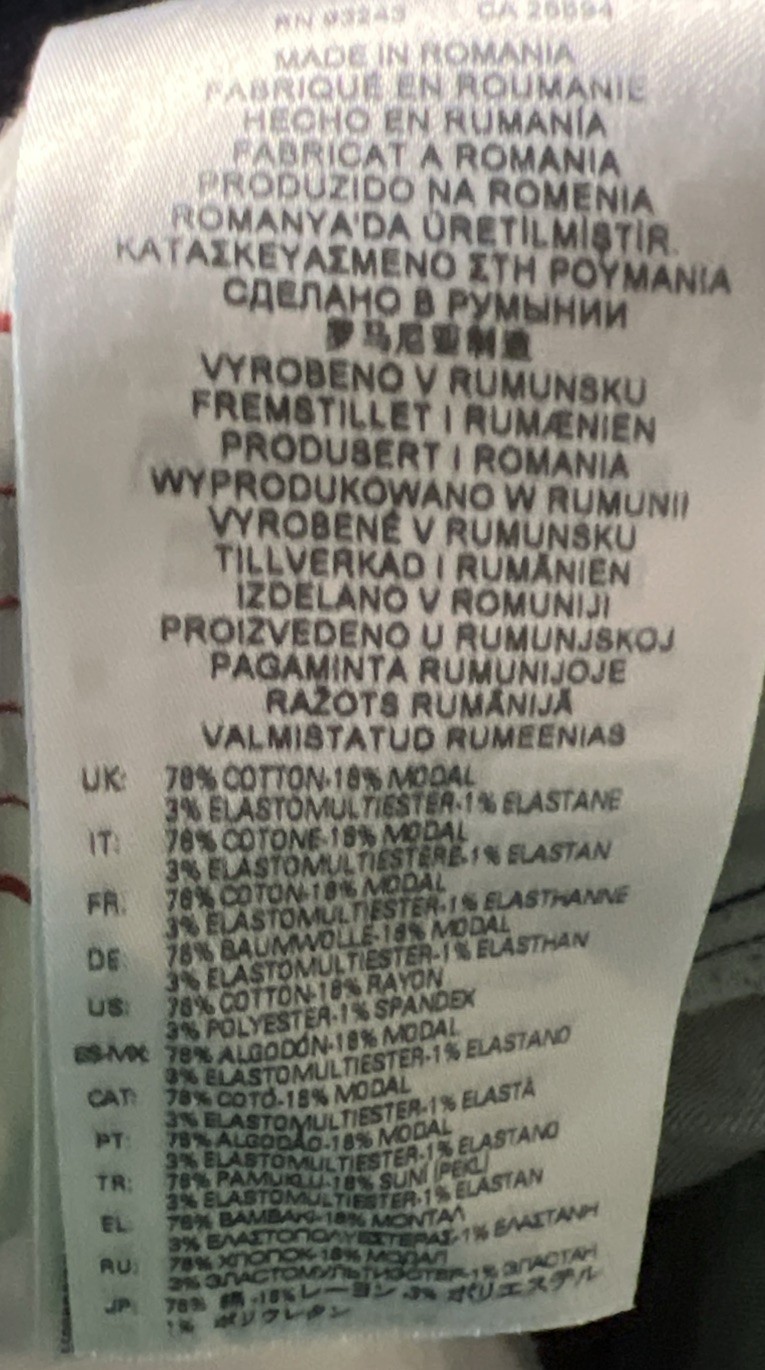 RN 93243 CA 25594
MADE IN ROMANIA
FABRIQUÉ EN ROUMANIE
HECHO EN RUMANÍA
FABRICAT A ROMANIA
PRODUZIDO NA ROMENIA
ROMANYA'DA ÜRETILMIŞTIR.
ΚΑΤΑΣΚΕΥΑΣΜΕΝΟ ΣΤΗ ΡΟΥΜΑΝΙΑ
СДЕЛАНО В РУМЫНИИ
罗马尼亚制造
VYROBENO V RUMUNSKU
FREMSTILLET I RUMÆNIEN
PRODUSERT I ROMANIA
WYPRODUKOWANO W RUMUNII
VYROBENÉ V RUMUNSKU
TILLVERKAD I RUMÄNIEN
IZDELANO V ROMUNIJI
PROIZVEDENO U RUMUNJSKOJ
PAGAMINTA RUMUNIJOJE
RAŽOTS RUMĀNIJĀ
VALMISTATUD RUMEENIAS
UK: 78% COTTON-18% MODAL
3% ELASTOMULTIESTER-1% ELASTANE
IT: 78% COTONE-18% MODAL
3% ELASTOMULTIESTERE-1% ELASTAN
FR: 78% COTON-18% MODAL
3% ELASTOMULTIESTER-1% ELASTHANNE
DE: 78% BAUMWOLLE-18% MODAL
3% ELASTOMULTIESTER-1% ELASTHAN
US: 78% COTTON-18% RAYON
3% POLYESTER-1% SPANDEX
ES-MX: 78% ALGODÓN-18% MODAL
3% ELASTOMULTIESTER-1% ELASTANO
CAT: 78% COTÓ-18% MODAL
3% ELASTOMULTIESTER-1% ELASTÀ
PT: 78% ALGODÃO-18% MODAL
3% ELASTOMULTIESTER-1% ELASTANO
TR: 78% PAMUKLU-18% SUNI IPEKLI
3% ELASTOMULTIESTER-1% ELASTAN
EL: 78% ΒΑΜΒΑΚΙ-18% ΜΟΝΤΑΛ
3% ΕΛΑΣΤΟΠΟΛΥΕΣΤΕΡΑΣ-1% ΕΛΑΣΤΑΝΗ
RU: 78% ХЛОПОК-18% МОДАЛ
3% ЭЛАСТОМУЛЬТИЭСТЕР-1% ЭЛАСТАН
JP: 78% 綿 -18% レーヨン -3% ポリエステル
1% ポリウレタン